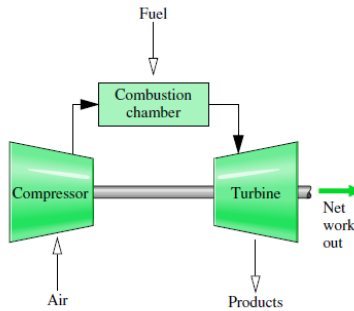 Fuel
Combustion
chamber
Compressor
Turbine
Net
work
out
Air
Products